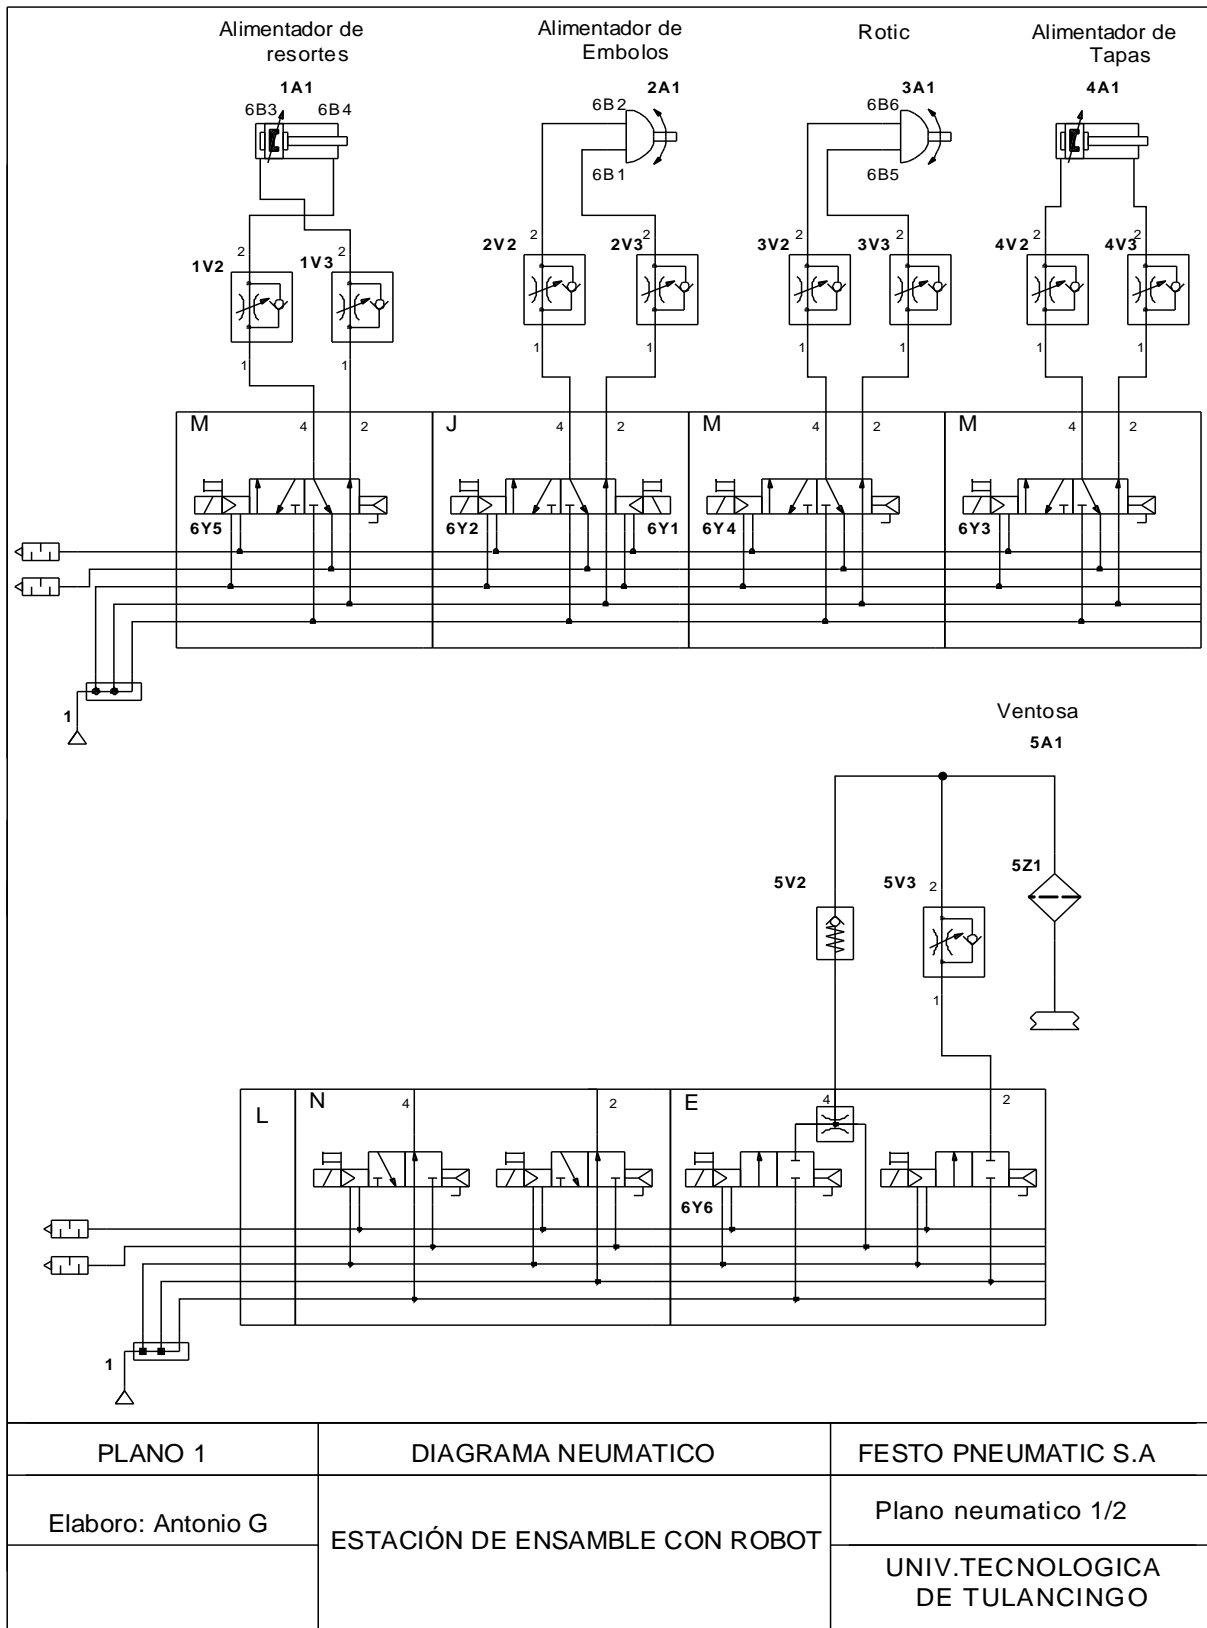 Alimentador de
resortes
Alimentador de
Embolos
Rotic
Alimentador de
Tapas
1A1
2A1
3A1
4A1
6B3
6B4
6B2
6B6
6B1
6B5
2
2
2
2
2
2
2
2
1V2
1V3
2V2
2V3
3V2
3V3
4V2
4V3
1
1
1
1
1
1
1
1
M
4
2
J
4
2
M
4
2
M
4
2
6Y5
6Y2
6Y1
6Y4
6Y3
1
Ventosa
5A1
5V2
5V3
2
5Z1
1
L
N
4
2
E
4
2
6Y6
1
PLANO 1
DIAGRAMA NEUMATICO
FESTO PNEUMATIC S.A
Elaboro: Antonio G
ESTACIÓN DE ENSAMBLE CON ROBOT
Plano neumatico 1/2
UNIV.TECNOLOGICA
DE TULANCINGO